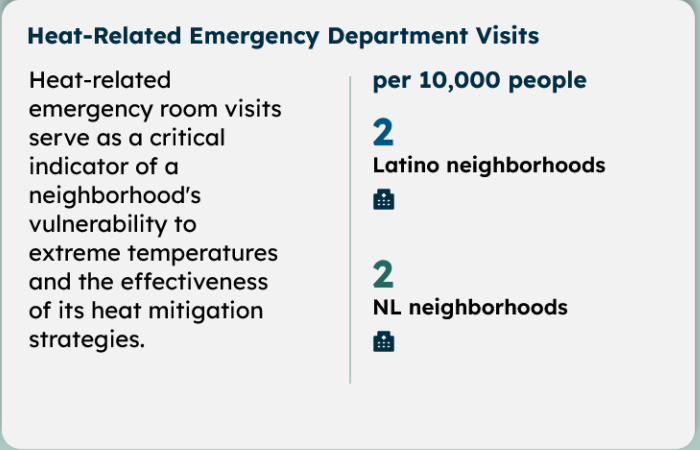 Heat-Related Emergency Department Visits
Heat-related
emergency room visits
serve as a critical
indicator of a
neighborhood's
vulnerability to
extreme temperatures
and the effectiveness
of its heat mitigation
strategies.
per 10,000 people
2
Latino neighborhoods
2
NL neighborhoods